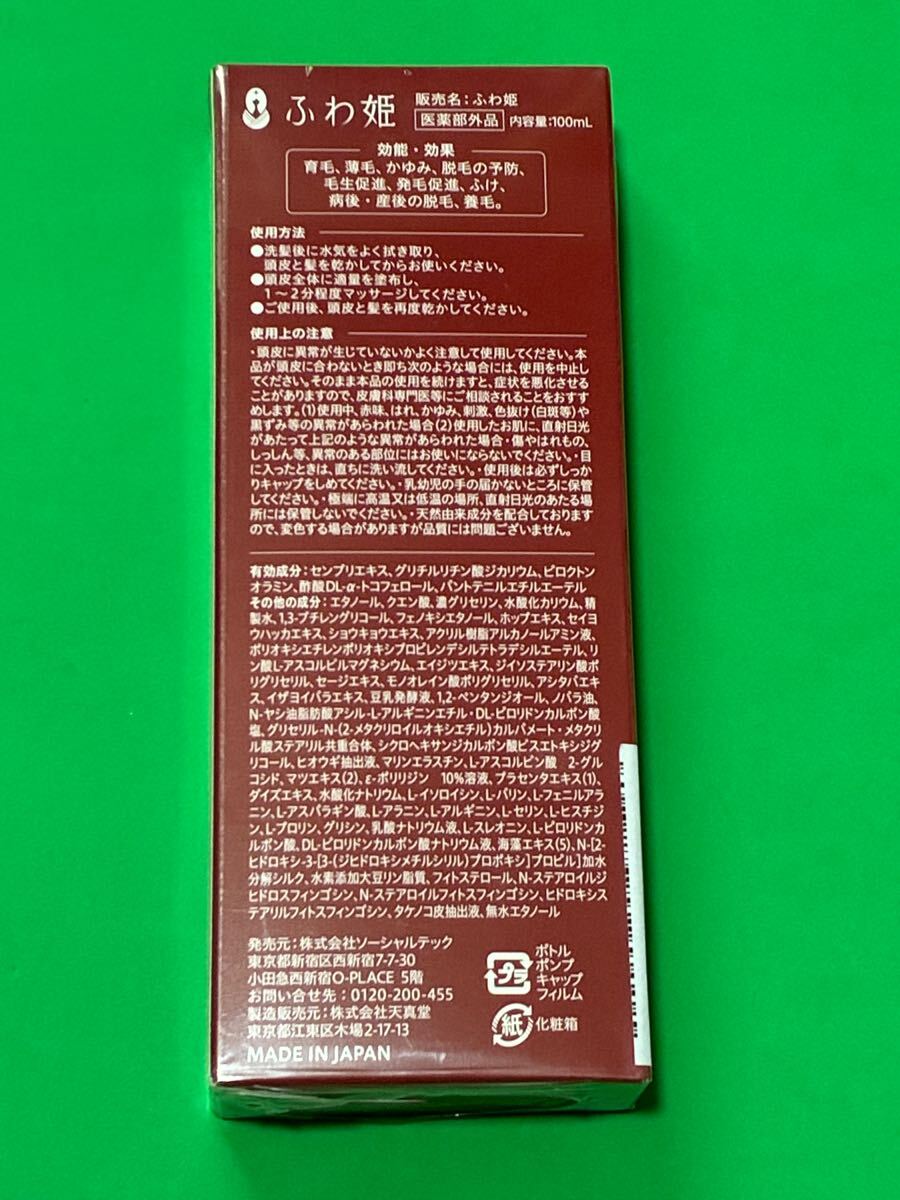 ふわ姫
販売名：ふわ姫
医薬部外品 内容量：100mL
効能・効果
育毛、薄毛、かゆみ、脱毛の予防、
毛生促進、発毛促進、ふけ、
病後・産後の脱毛、養毛。
使用方法
●洗髪後に水気をよく拭き取り、
頭皮と髪を乾かしてからお使いください。
●頭皮全体に適量を塗布し、
1～2分程度マッサージしてください。
●ご使用後、頭皮と髪を再度乾かしてください。
使用上の注意
・頭皮に異常が生じていないかよく注意して使用してください。本
品が頭皮に合わないとき即ち次のような場合には、使用を中止し
てください。そのまま本品の使用を続けますと、症状を悪化させる
ことがありますので、皮膚科専門医等にご相談されることをおすす
めします。(1)使用中、赤味、はれ、かゆみ、刺激、色抜け(白斑等)や
黒ずみ等の異常があらわれた場合(2)使用したお肌に、直射日光
があたって上記のような異常があらわれた場合・傷やはれもの、
しっしん等、異常のある部位にはお使いにならないでください。・目
に入ったときは、直ちに洗い流してください。・使用後は必ずしっか
りキャップをしめてください。・乳幼児の手の届かないところに保管
してください。・極端に高温又は低温の場所、直射日光のあたる場
所には保管しないでください。・天然由来成分を配合しております
ので、変色する場合がありますが品質には問題ございません。
有効成分：センブリエキス、グリチルリチン酸ジカリウム、ピロクトン
オラミン、酢酸DL-α-トコフェロール、パントテニルエチルエーテル
その他の成分：エタノール、クエン酸、濃グリセリン、水酸化カリウム、精
製水、1,3-ブチレングリコール、フェノキシエタノール、ホップエキス、セイヨ
ウハッカエキス、ショウキョウエキス、アクリル樹脂アルカノールアミン液、
ポリオキシエチレンポリオキシプロピレンデシルテトラデシルエーテル、リ
ン酸L-アスコルビルマグネシウム、エイジツエキス、ジイソステアリン酸ポ
リグリセリル、セージエキス、モノオレイン酸ポリグリセリル、アシタバエキ
ス、イザヨイバラエキス、豆乳発酵液、1,2-ペンタンジオール、ノバラ油、
N-ヤシ油脂肪酸アシル-L-アルギニンエチル・DL-ピロリドンカルボン酸
塩、グリセリル-N-(2-メタクリロイルオキシエチル)カルバメート・メタクリ
ル酸ステアリル共重合体、シクロヘキサンジカルボン酸ビスエトキシジグ
リコール、ヒオウギ抽出液、マリンエラスチン、L-アスコルビン酸 2-グル
コシド、マツエキス(2)、ε-ポリリジン 10%溶液、プラセンタエキス(1)、
ダイズエキス、水酸化ナトリウム、L-イソロイシン、L-バリン、L-フェニルアラ
ニン、L-アスパラギン酸、L-アラニン、L-アルギニン、L-セリン、L-ヒスチジ
ン、L-プロリン、グリシン、乳酸ナトリウム液、L-スレオニン、L-ピロリドンカ
ルボン酸、DL-ピロリドンカルボン酸ナトリウム液、海藻エキス(5)、N-[2-
ヒドロキシ-3-[3-(ジヒドロキシメチルシリル)プロポキシ]プロピル]加水
分解シルク、水素添加大豆リン脂質、フィトステロール、N-ステアロイルジ
ヒドロスフィンゴシン、N-ステアロイルフィトスフィンゴシン、ヒドロキシス
テアリルフィトスフィンゴシン、タケノコ皮抽出液、無水エタノール
発売元：株式会社ソーシャルテック
東京都新宿区西新宿7-7-30
小田急西新宿O-PLACE 5階
お問い合せ先：0120-200-455
製造販売元：株式会社天真堂
東京都江東区木場2-17-13
MADE IN JAPAN
プラ
ボトル
ポンプ
キャップ
フィルム
紙
化粧箱